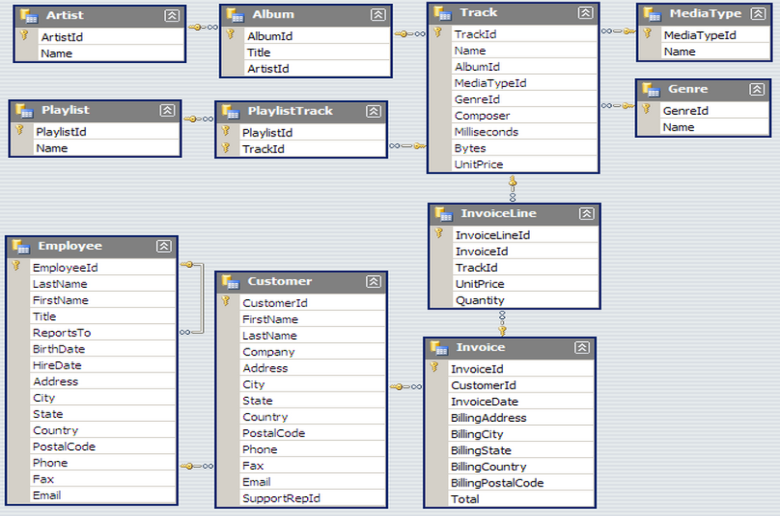 Artist
ArtistId
Name
Album
AlbumId
Title
ArtistId
Track
TrackId
Name
AlbumId
MediaTypeId
GenreId
Composer
Milliseconds
Bytes
UnitPrice
MediaType
MediaTypeId
Name
Genre
GenreId
Name
Playlist
PlaylistId
Name
PlaylistTrack
PlaylistId
TrackId
InvoiceLine
InvoiceLineId
InvoiceId
TrackId
UnitPrice
Quantity
Employee
EmployeeId
LastName
FirstName
Title
ReportsTo
BirthDate
HireDate
Address
City
State
Country
PostalCode
Phone
Fax
Email
Customer
CustomerId
FirstName
LastName
Company
Address
City
State
Country
PostalCode
Phone
Fax
Email
SupportRepId
Invoice
InvoiceId
CustomerId
InvoiceDate
BillingAddress
BillingCity
BillingState
BillingCountry
BillingPostalCode
Total